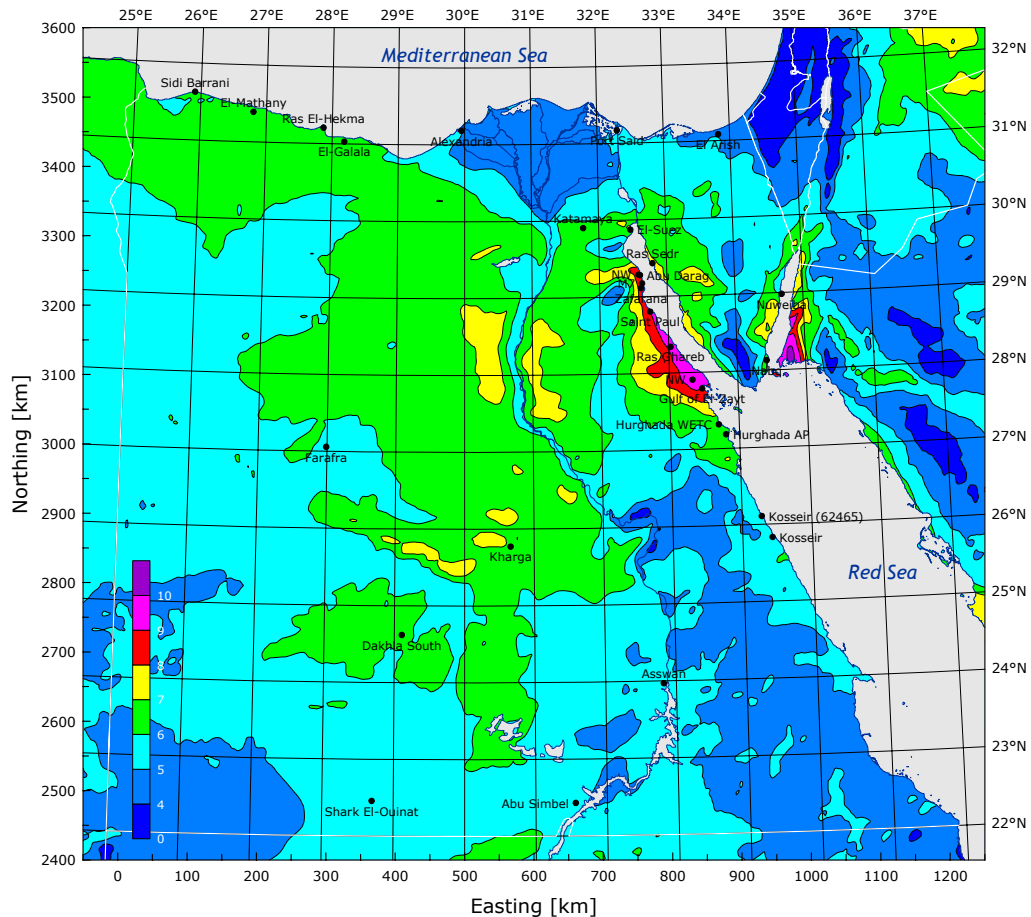 25°E 26°E 27°E 28°E 29°E 30°E 31°E 32°E 33°E 34°E 35°E 36°E 37°E
3600
Mediterranean Sea
32°N
Sidi Barrani
3500
El Mathany
Ras El-Hekma
31°N
Alexandria
Port Said
El Arish
El-Galala
3400
30°N
Katamaya
3300
El-Suez
Ras Sedr
29°N
NW
Abu Darag
M7
3200
Zafarana
Nuweiba
Saint Paul
28°N
Ras Ghareb
Nabq
3100
NW
Gulf of El-Zayt
Hurghada WETC
27°N
Hurghada AP
3000
Farafra
26°N
2900
Kosseir (62465)
Kosseir
Kharga
Red Sea
2800
25°N
10
9
2700
Dakhla South
8
24°N
Asswan
7
2600
6
23°N
5
2500
Shark El-Ouinat
Abu Simbel
4
22°N
0
2400
0 100 200 300 400 500 600 700 800 900 1000 1100 1200
Northing [km]
Easting [km]